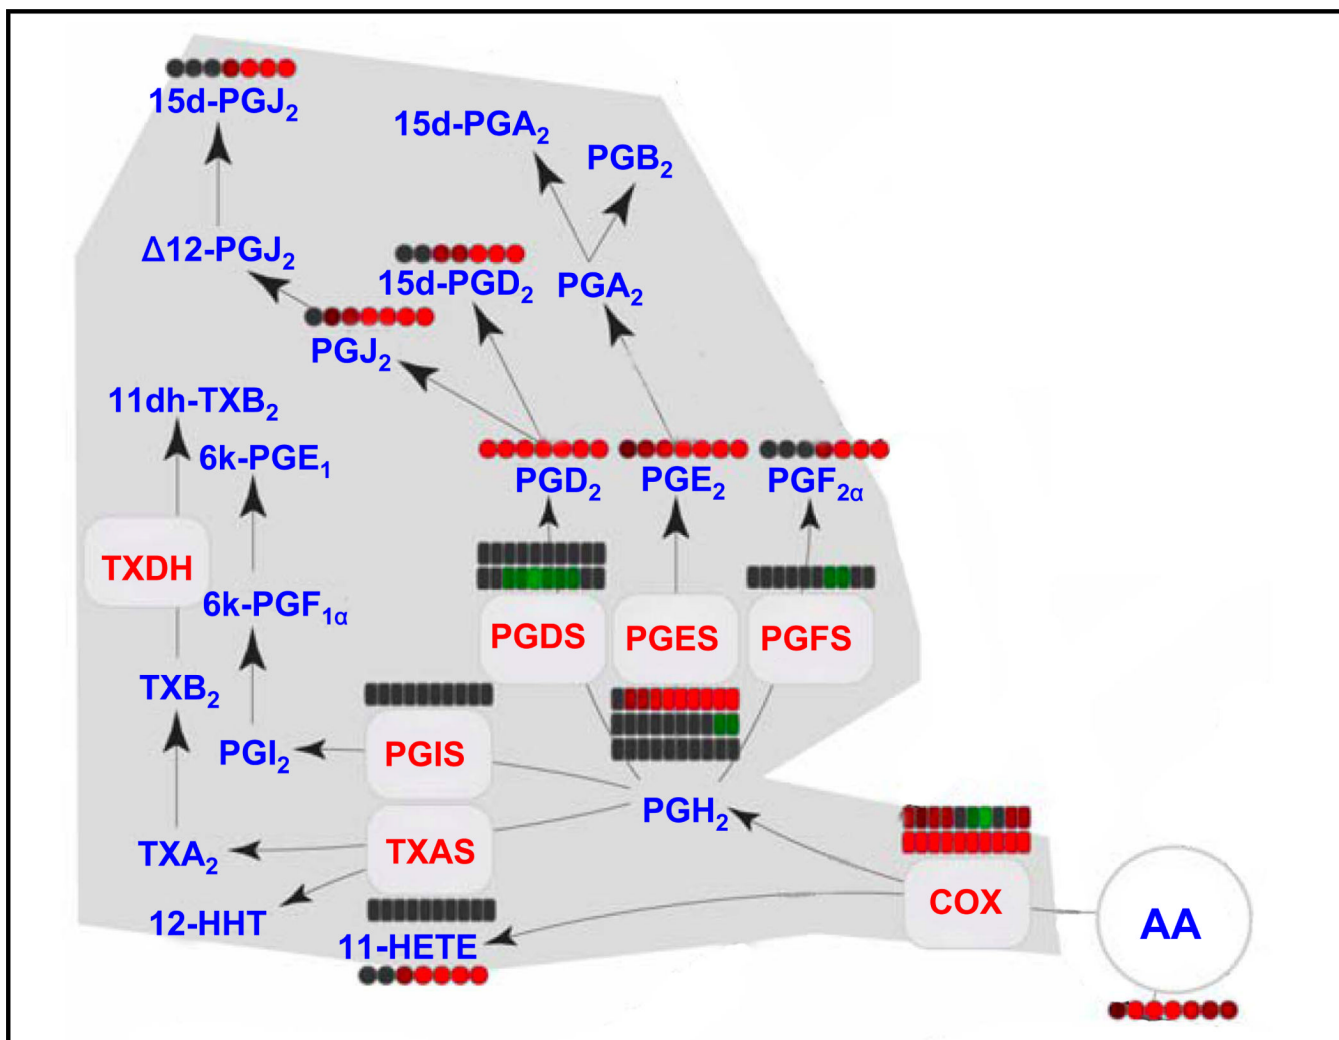 15d-PGJ₂
15d-PGA₂
PGB₂
Δ12-PGJ₂
15d-PGD₂
PGA₂
PGJ₂
11dh-TXB₂
6k-PGE₁
PGD₂
PGE₂
PGF₂α
TXDH
6k-PGF₁α
PGDS
PGES
PGFS
TXB₂
PGI₂
PGIS
PGH₂
TXA₂
TXAS
COX
12-HHT
11-HETE
AA